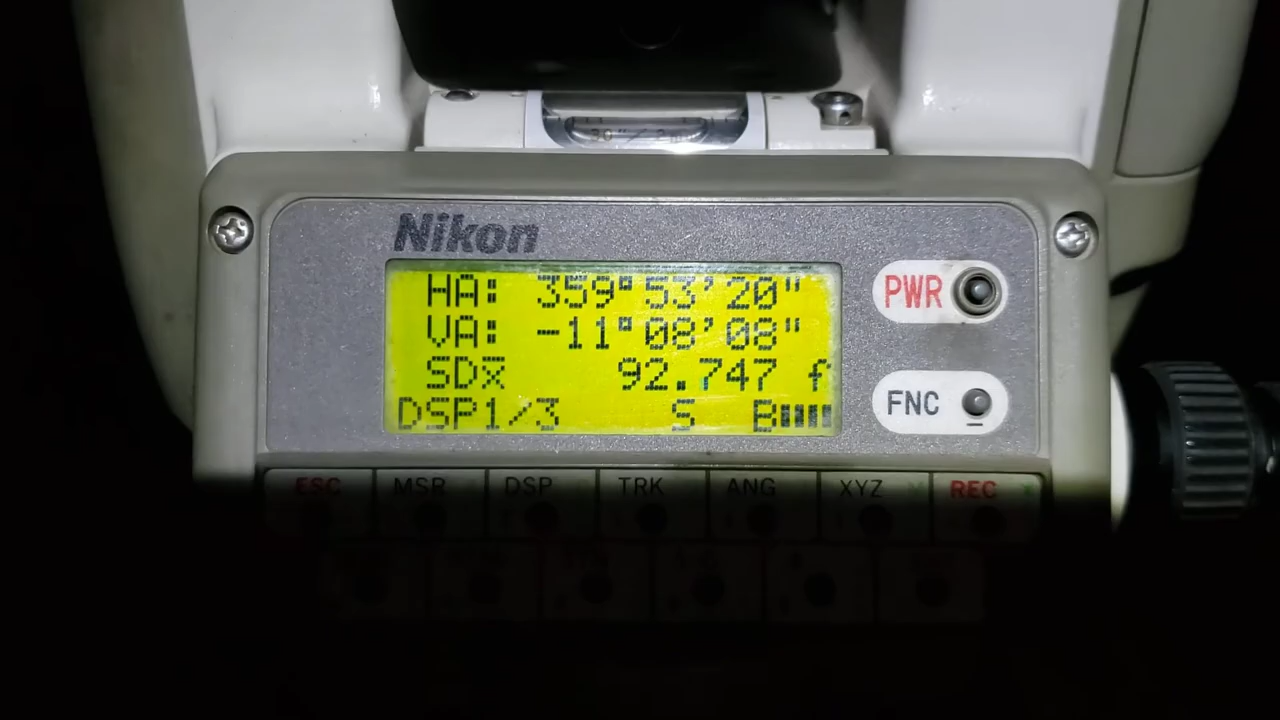 Nikon
HA: 359°53'20"
VA: -11°08'08"
SDx̅ 92.747 f
DSP1/3 S B
PWR
FNC
ESC MSR DSP TRK ANG XYZ REC